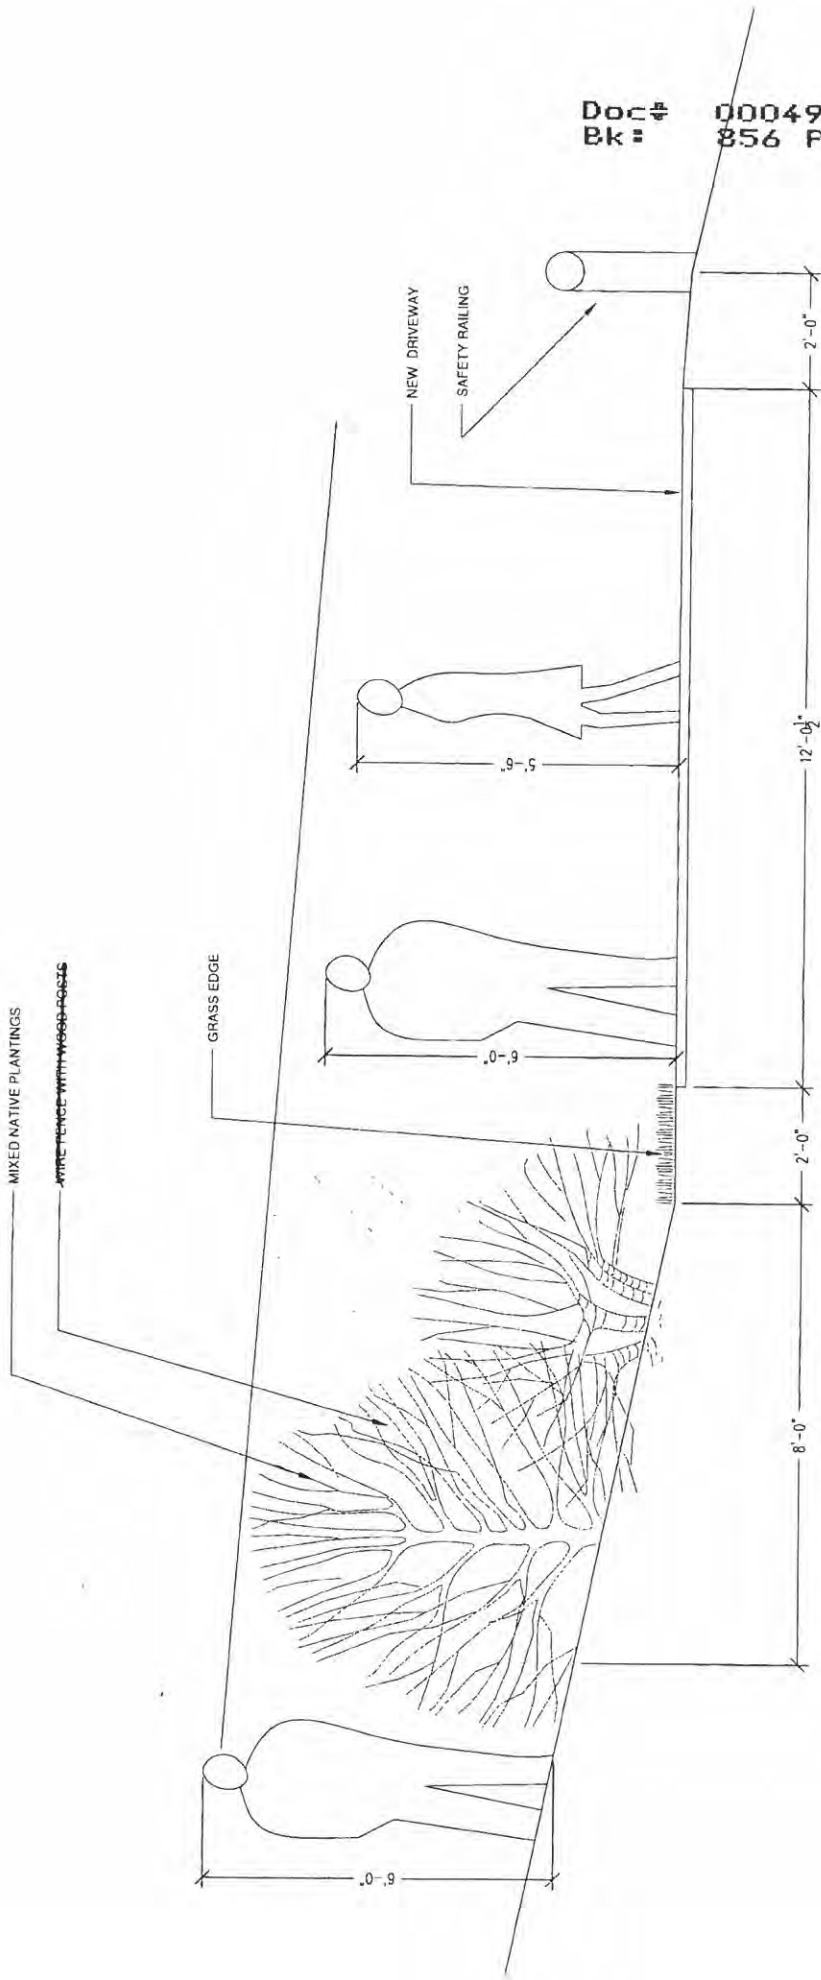 Doc# 00049
Bk: 856 P
MIXED NATIVE PLANTINGS
WIRE FENCE WITH WOOD POSTS
GRASS EDGE
NEW DRIVEWAY
SAFETY RAILING
6'-0"
6'-0"
5'-6"
8'-0"
2'-0"
12'-0½"
2'-0"